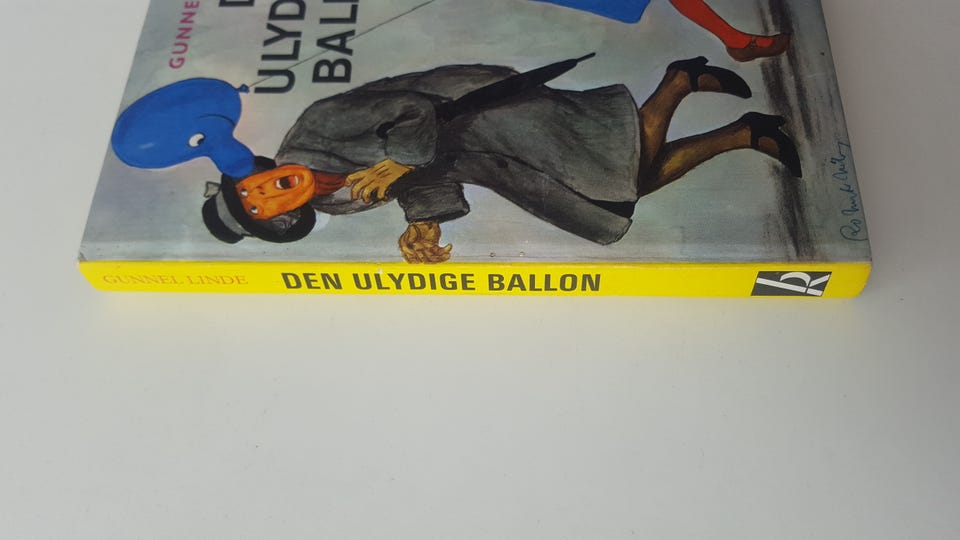 GUNNE
D
ULYD
BALL
GUNNEL LINDE
DEN ULYDIGE BALLON